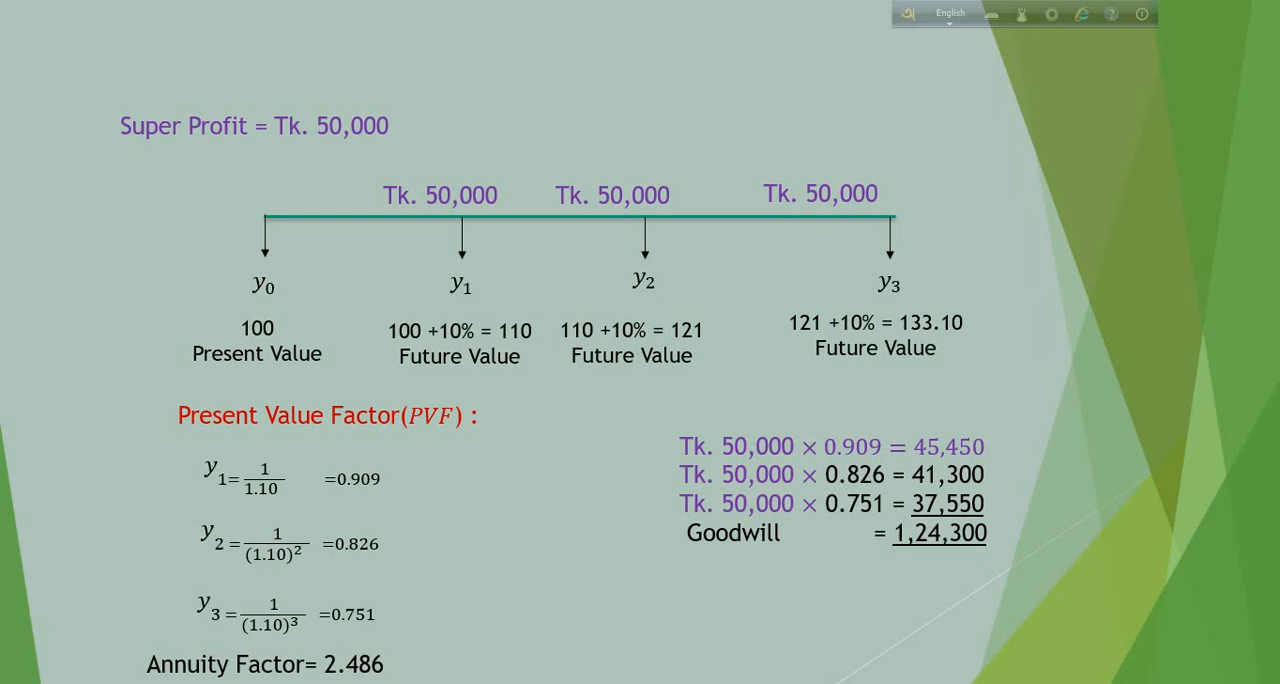 অ English
Super Profit = Tk. 50,000
Tk. 50,000 Tk. 50,000 Tk. 50,000
y₀ y₁ y₂ y₃
100 100 +10% = 110 110 +10% = 121 121 +10% = 133.10
Present Value Future Value Future Value Future Value
Present Value Factor(PVF) :
y₁= 1/1.10 =0.909
y₂ = 1/(1.10)² =0.826
y₃ = 1/(1.10)³ =0.751
Annuity Factor= 2.486
Tk. 50,000 × 0.909 = 45,450
Tk. 50,000 × 0.826 = 41,300
Tk. 50,000 × 0.751 = 37,550
Goodwill = 1,24,300